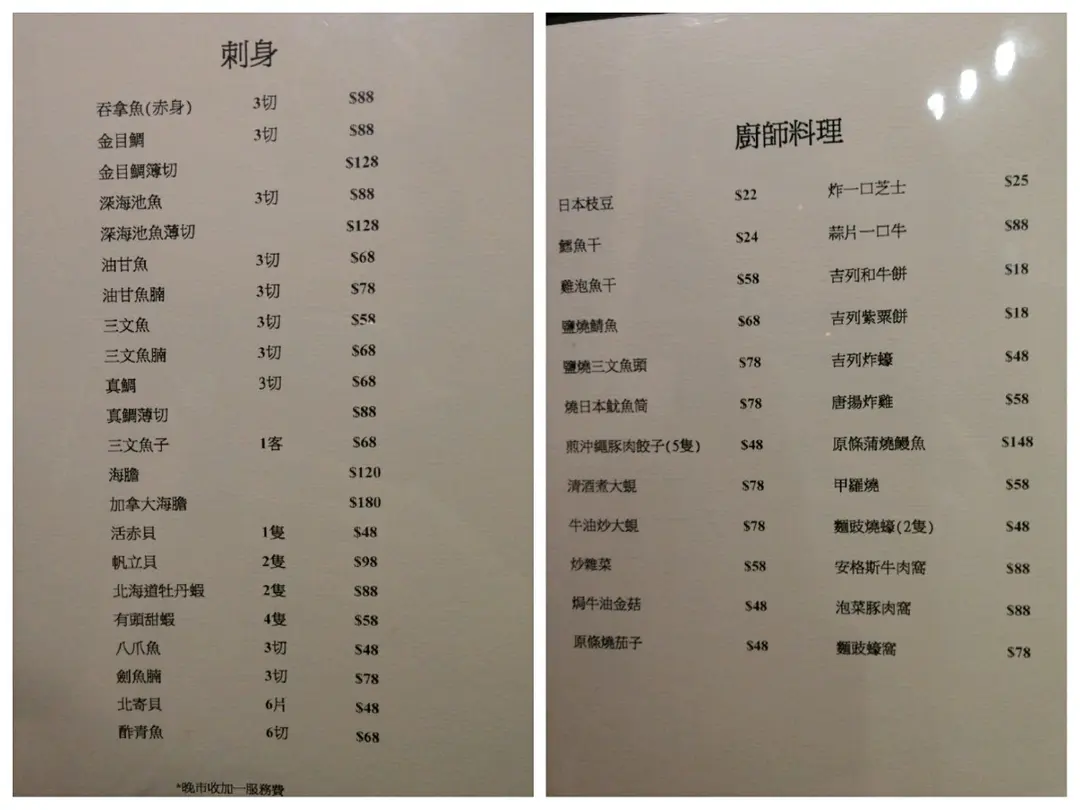 刺身
吞拿魚(赤身) 3切 $88
金目鯛 3切 $88
金目鯛簿切 $128
深海池魚 3切 $88
深海池魚薄切 $128
油甘魚 3切 $68
油甘魚腩 3切 $78
三文魚 3切 $58
三文魚腩 3切 $68
真鯛 3切 $68
真鯛薄切 $88
三文魚子 1客 $68
海膽 $120
加拿大海膽 $180
活赤貝 1隻 $48
帆立貝 2隻 $98
北海道牡丹蝦 2隻 $88
有頭甜蝦 4隻 $58
八爪魚 3切 $48
劍魚腩 3切 $78
北寄貝 6片 $48
酢青魚 6切 $68
*晚市收加一服務費
廚師料理
日本枝豆 $22 炸一口芝士 $25
鱈魚干 $24 蒜片一口牛 $88
雞泡魚干 $58 吉列和牛餅 $18
鹽燒鯖魚 $68 吉列紫粟餅 $18
鹽燒三文魚頭 $78 吉列炸蠔 $48
燒日本魷魚筒 $78 唐揚炸雞 $58
煎沖繩豚肉餃子(5隻) $48 原條蒲燒鰻魚 $148
清酒煮大蜆 $78 甲羅燒 $58
牛油炒大蜆 $78 麵豉燒蠔(2隻) $48
炒雜菜 $58 安格斯牛肉窩 $88
焗牛油金菇 $48 泡菜豚肉窩 $88
原條燒茄子 $48 麵豉蠔窩 $78